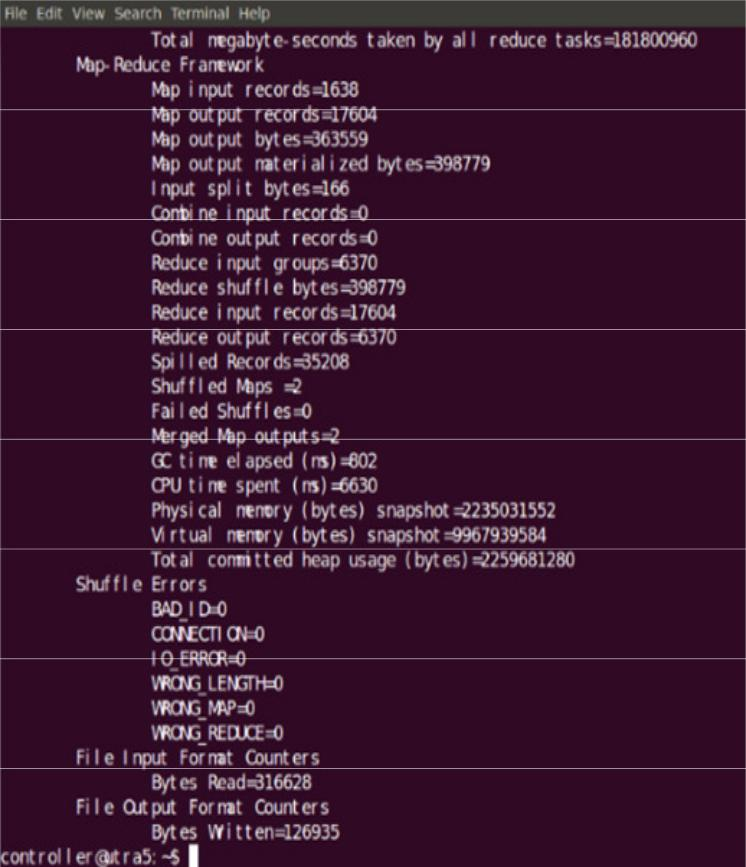 File Edit View Search Terminal Help
Total megabyte-seconds taken by all reduce tasks=181800960
Map-Reduce Framework
Map input records=1638
Map output records=17604
Map output bytes=363559
Map output materialized bytes=398779
Input split bytes=166
Combine input records=0
Combine output records=0
Reduce input groups=6370
Reduce shuffle bytes=398779
Reduce input records=17604
Reduce output records=6370
Spilled Records=35208
Shuffled Maps =2
Failed Shuffles=0
Merged Map outputs=2
GC time elapsed (ms)=802
CPU time spent (ms)=6630
Physical memory (bytes) snapshot=2235031552
Virtual memory (bytes) snapshot=9967939584
Total committed heap usage (bytes)=2259681280
Shuffle Errors
BAD_ID=0
CONNECTION=0
IO_ERROR=0
WRONG_LENGTH=0
WRONG_MAP=0
WRONG_REDUCE=0
File Input Format Counters
Bytes Read=316628
File Output Format Counters
Bytes Written=126935
controller@utra5:~$